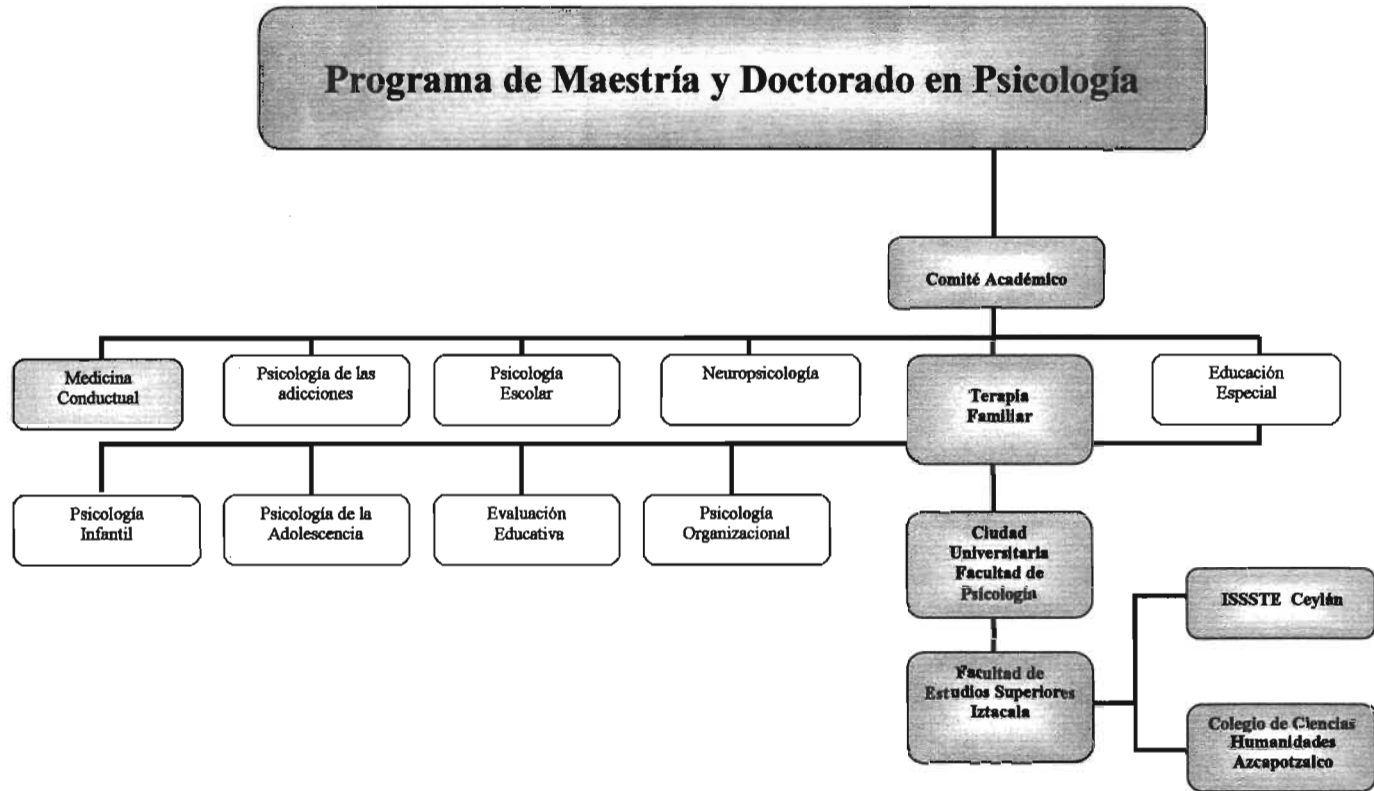 Programa de Maestría y Doctorado en Psicología
Comité Académico
Medicina
Conductual
Psicología de las
adicciones
Psicología
Escolar
Neuropsicología
Terapia
Familiar
Educación
Especial
Psicología
Infantil
Psicología de la
Adolescencia
Evaluación
Educativa
Psicología
Organizacional
Ciudad
Universitaria
Facultad de
Psicología
Facultad de
Estudios Superiores
Iztacala
ISSSTE Ceylán
Colegio de Ciencias
Humanidades
Azcapotzalco